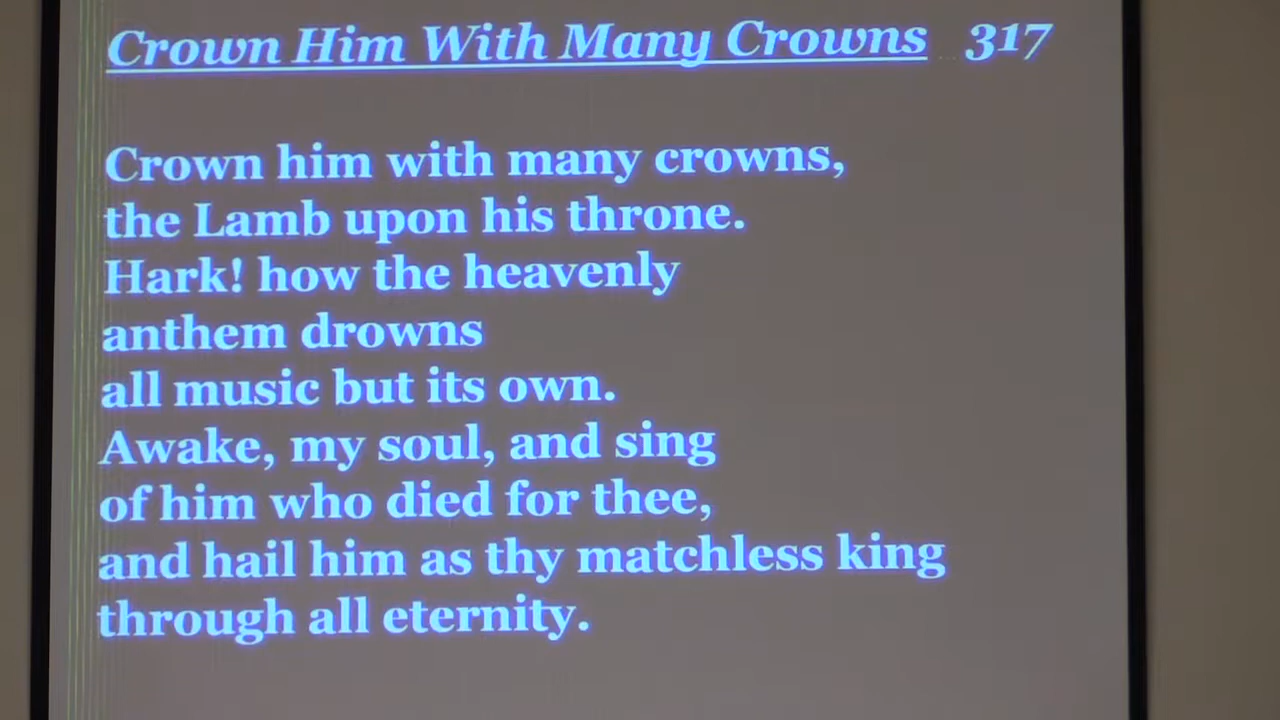 Crown Him With Many Crowns 317
Crown him with many crowns,
the Lamb upon his throne.
Hark! how the heavenly
anthem drowns
all music but its own.
Awake, my soul, and sing
of him who died for thee,
and hail him as thy matchless king
through all eternity.